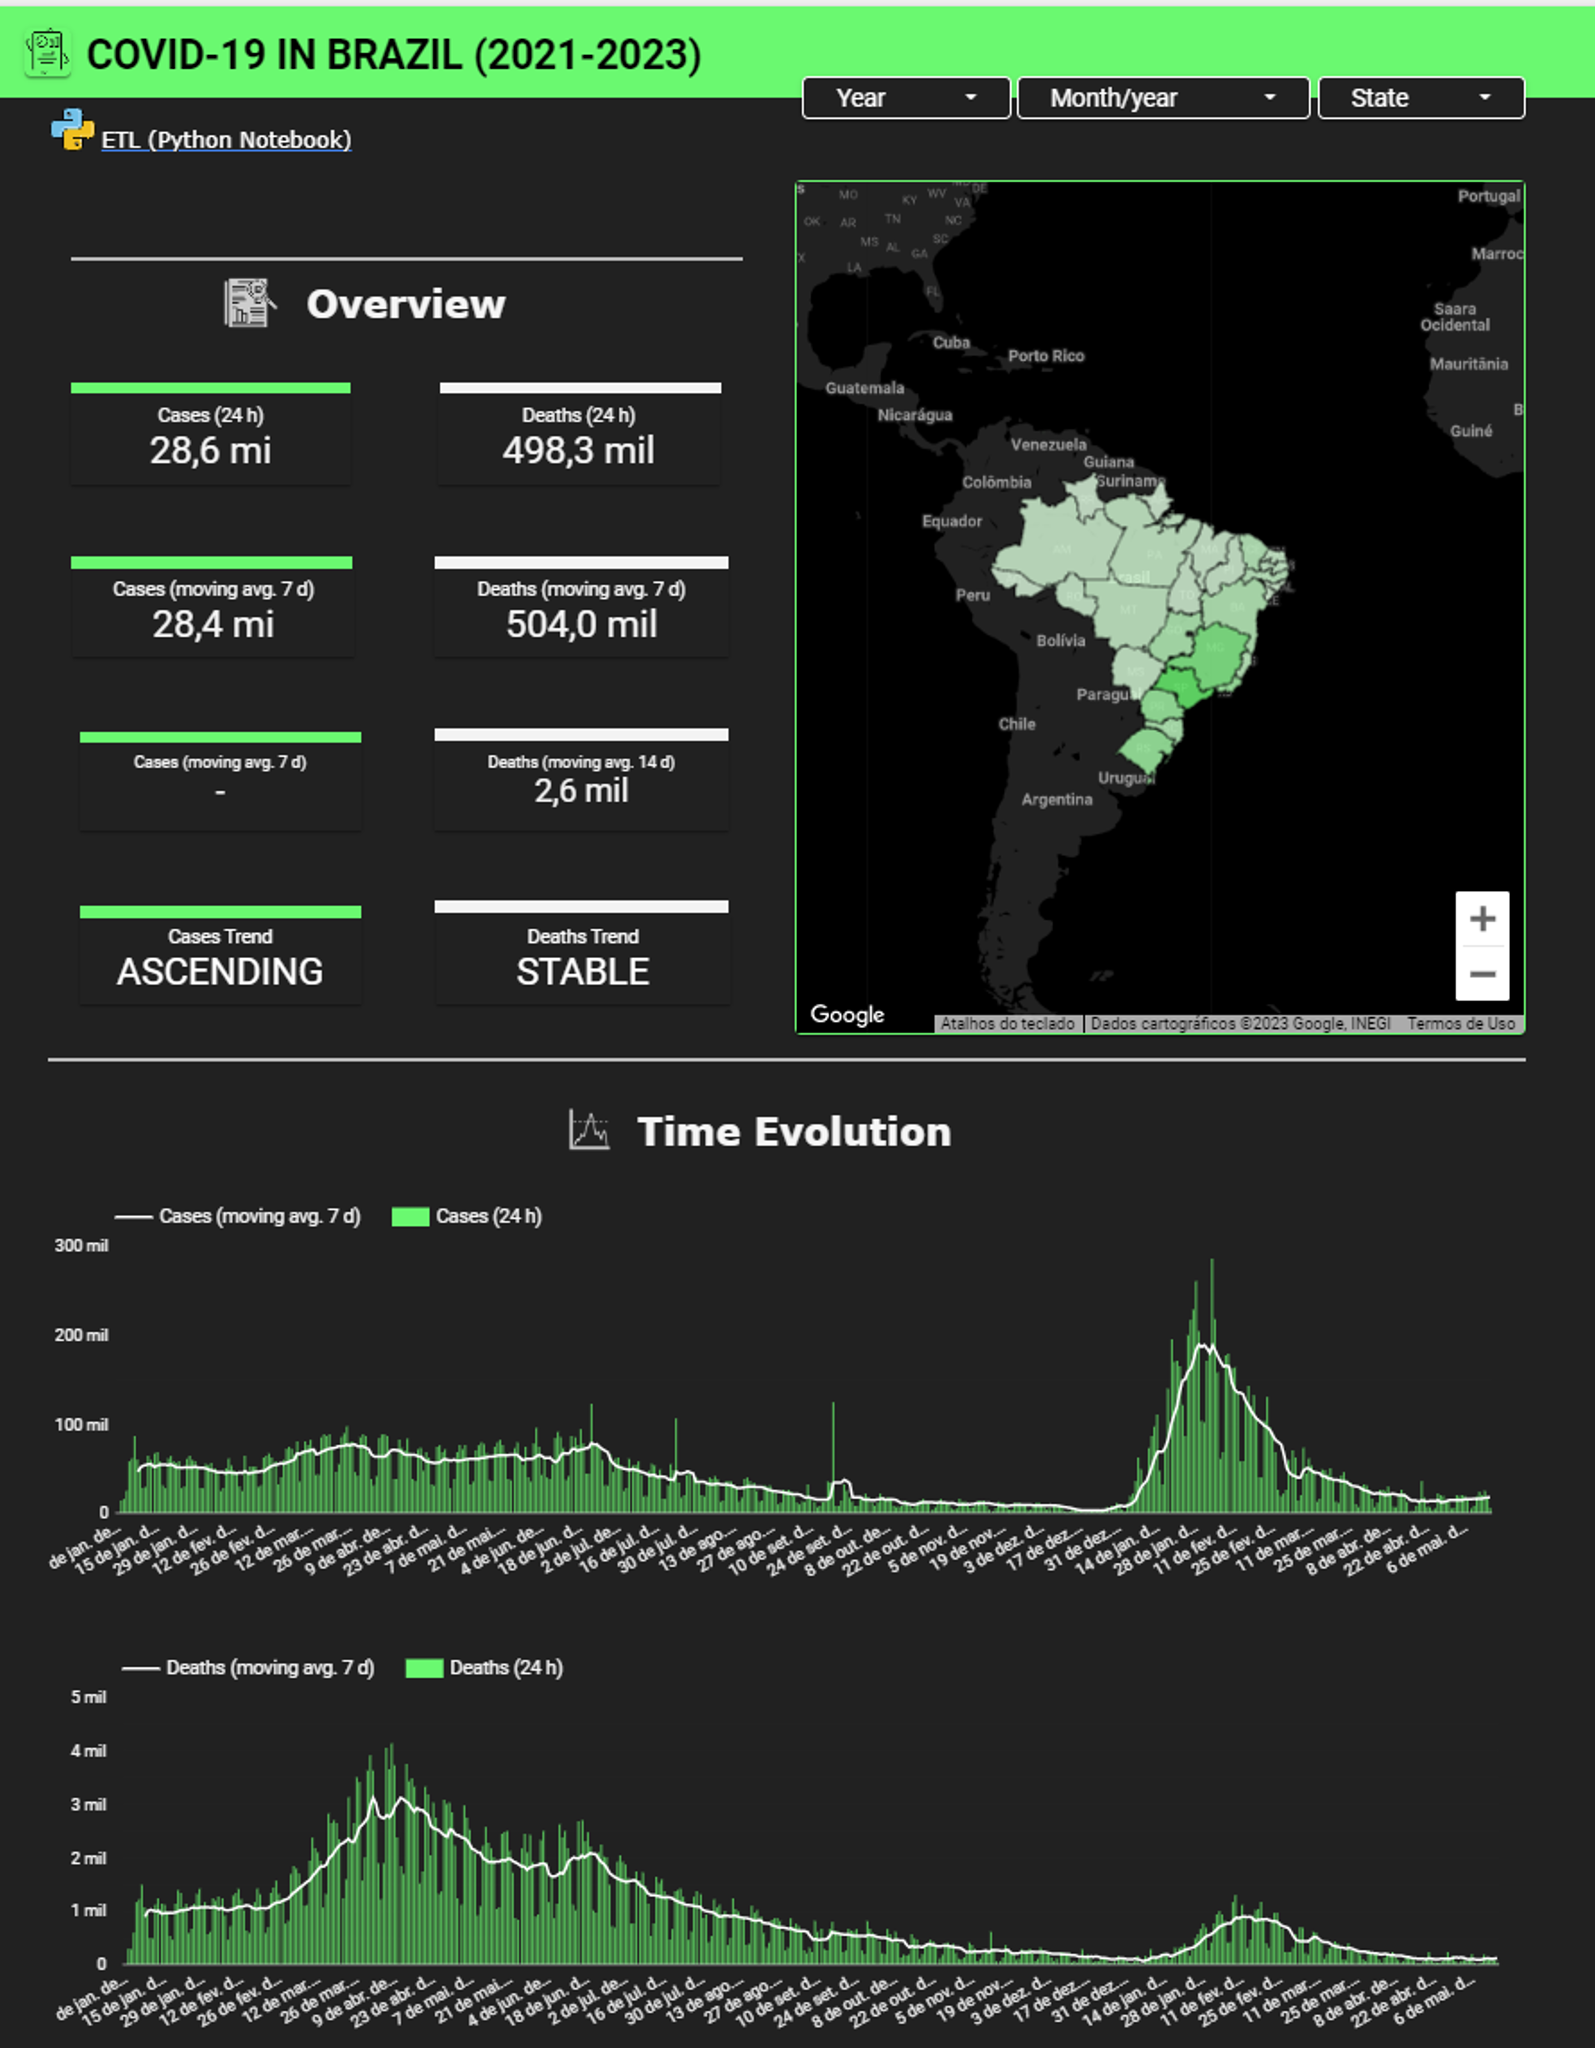 COVID-19 IN BRAZIL (2021-2023)
Year
Month/year
State
ETL (Python Notebook)
Overview
Cases (24 h)
28,6 mi
Deaths (24 h)
498,3 mil
Cases (moving avg. 7 d)
28,4 mi
Deaths (moving avg. 7 d)
504,0 mil
Cases (moving avg. 7 d)
-
Deaths (moving avg. 14 d)
2,6 mil
Cases Trend
ASCENDING
Deaths Trend
STABLE
MO
KY
WV
DE
VA
OK
AR
TN
NC
MS
AL
SC
GA
LA
FL
Portugal
Marroc
Saara
Ocidental
Mauritânia
Guiné
Cuba
Porto Rico
Guatemala
Nicarágua
Venezuela
Guiana
Suriname
Colômbia
Equador
AM
PA
Peru
MT
BA
Bolívia
MG
MS
Paraguai
Chile
RS
Uruguai
Argentina
+
−
Google
Atalhos do teclado
Dados cartográficos ©2023 Google, INEGI
Termos de Uso
Time Evolution
Cases (moving avg. 7 d)
Cases (24 h)
300 mil
200 mil
100 mil
0
de jan. de...
15 de jan. d...
29 de jan. d...
12 de fev. d...
26 de fev. d...
12 de mar....
26 de mar....
9 de abr. de...
23 de abr. d...
7 de mai. d...
21 de mai....
4 de jun. de...
18 de jun. d...
2 de jul. de...
16 de jul. d...
30 de jul. d...
13 de ago....
27 de ago....
10 de set. d...
24 de set. d...
8 de out. de...
22 de out. d...
5 de nov. d...
19 de nov....
3 de dez. d...
17 de dez....
31 de dez....
14 de jan. d...
28 de jan. d...
11 de fev. d...
25 de fev. d...
11 de mar....
25 de mar....
8 de abr. de...
22 de abr. d...
6 de mai. d...
Deaths (moving avg. 7 d)
Deaths (24 h)
5 mil
4 mil
3 mil
2 mil
1 mil
0
de jan. de...
15 de jan. d...
29 de jan. d...
12 de fev. d...
26 de fev. d...
12 de mar....
26 de mar....
9 de abr. de...
23 de abr. d...
7 de mai. d...
21 de mai....
4 de jun. de...
18 de jun. d...
2 de jul. de...
16 de jul. d...
30 de jul. d...
13 de ago....
27 de ago....
10 de set. d...
24 de set. d...
8 de out. de...
22 de out. d...
5 de nov. d...
19 de nov....
3 de dez. d...
17 de dez....
31 de dez....
14 de jan. d...
28 de jan. d...
11 de fev. d...
25 de fev. d...
11 de mar....
25 de mar....
8 de abr. de...
22 de abr. d...
6 de mai. d...